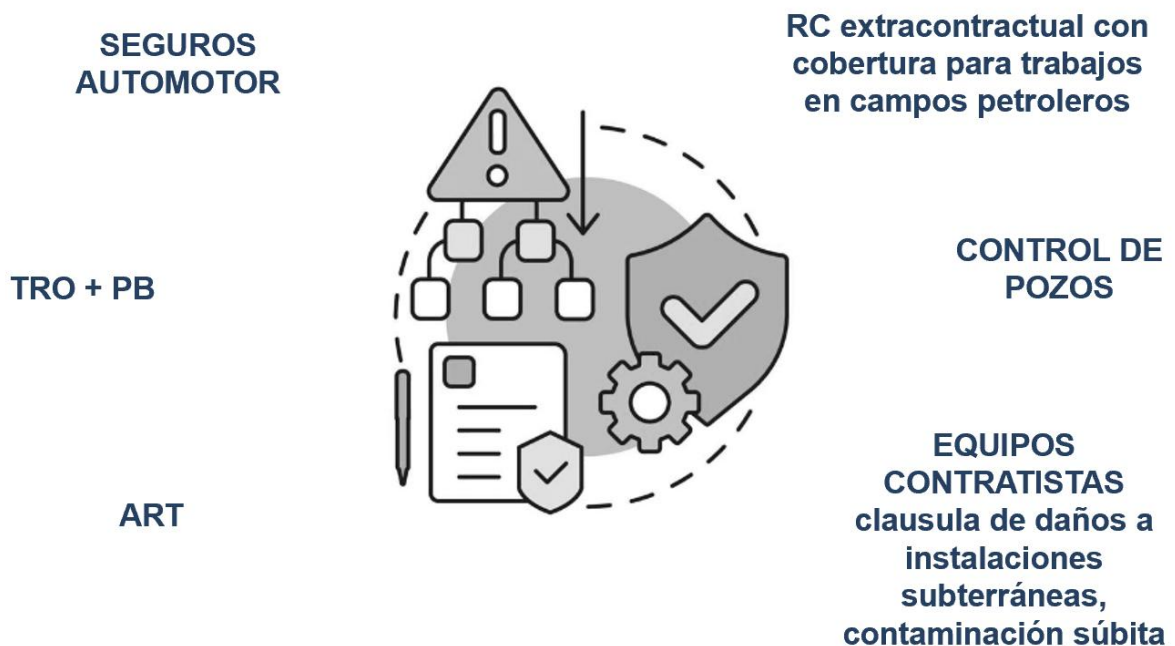 SEGUROS
AUTOMOTOR
RC extracontractual con
cobertura para trabajos
en campos petroleros
TRO + PB
CONTROL DE
POZOS
ART
EQUIPOS
CONTRATISTAS
clausula de daños a
instalaciones
subterráneas,
contaminación súbita